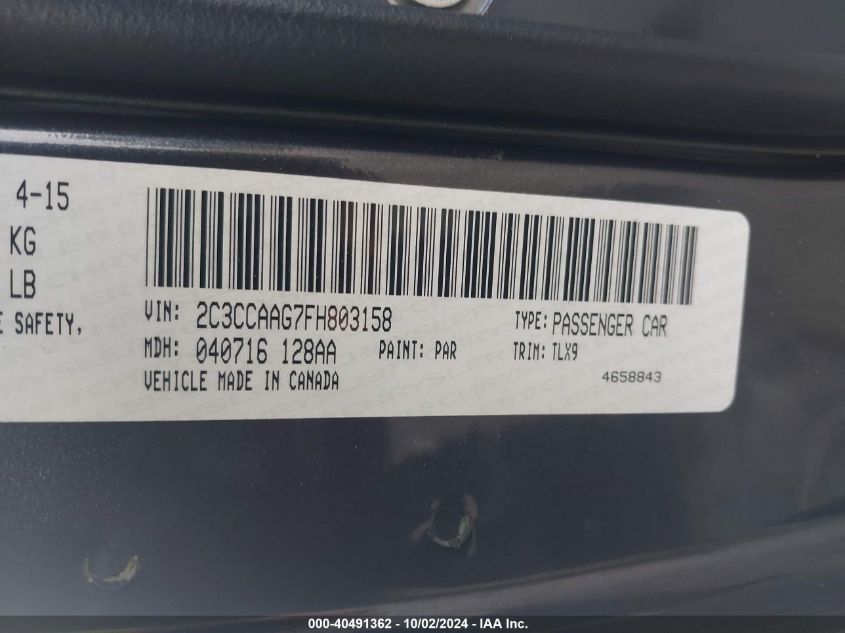 4-15
KG
LB
E SAFETY,
VIN: 2C3CCAAG7FH803158
TYPE: PASSENGER CAR
MDH: 040716 128AA
PAINT: PAR
TRIM: TLX9
VEHICLE MADE IN CANADA
4658843
000-40491362 - 10/02/2024 - IAA Inc.